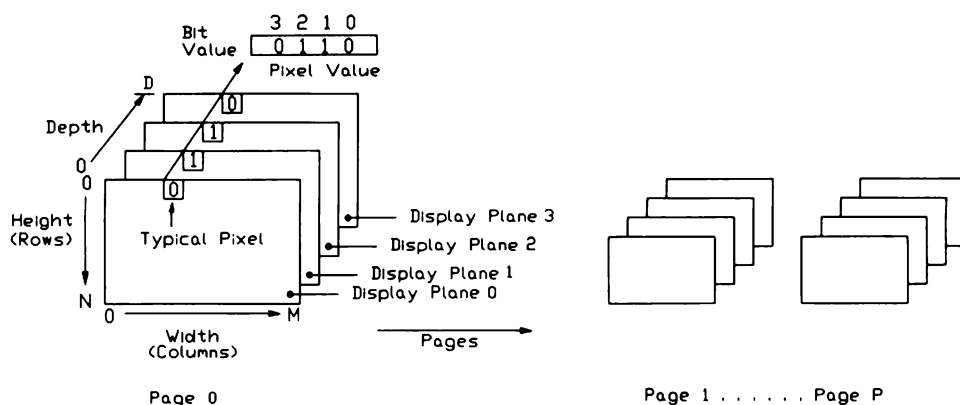 3 2 1 0
Bit Value
0 1 1 0
Pixel Value
D
Depth
0
0
0
1
1
0
Height (Rows)
Typical Pixel
N
0
Width (Columns)
M
Display Plane 3
Display Plane 2
Display Plane 1
Display Plane 0
Pages
Page 0
Page 1 . . . . . . Page P